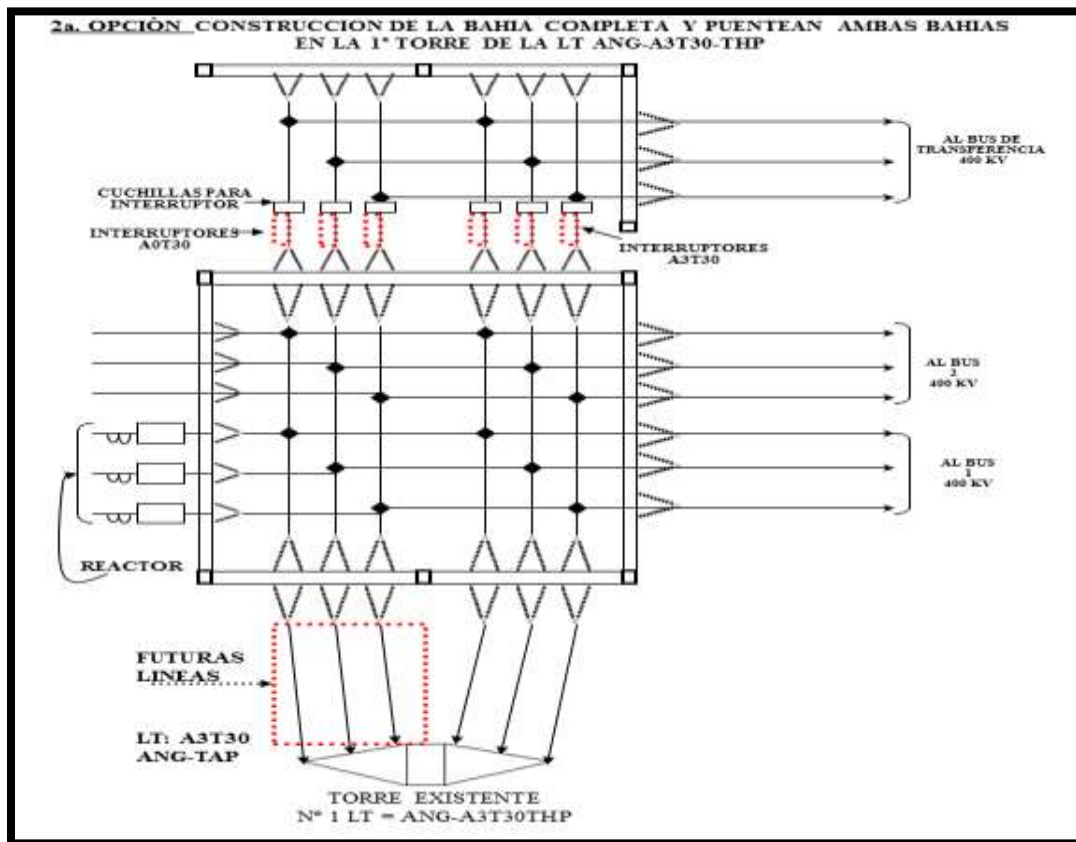 2a. OPCIÒN CONSTRUCCION DE LA BAHIA COMPLETA Y PUENTEAN AMBAS BAHIAS
EN LA 1ª TORRE DE LA LT ANG-A3T30-THP
AL BUS DE
TRANSFERENCIA
400 KV
CUCHILLAS PARA
INTERRUPTOR
INTERRUPTORES
A0T30
INTERRUPTORES
A3T30
AL BUS
2
400 KV
AL BUS
1
400 KV
REACTOR
FUTURAS
LINEAS
LT: A3T30
ANG-TAP
TORRE EXISTENTE
Nº 1 LT = ANG-A3T30THP